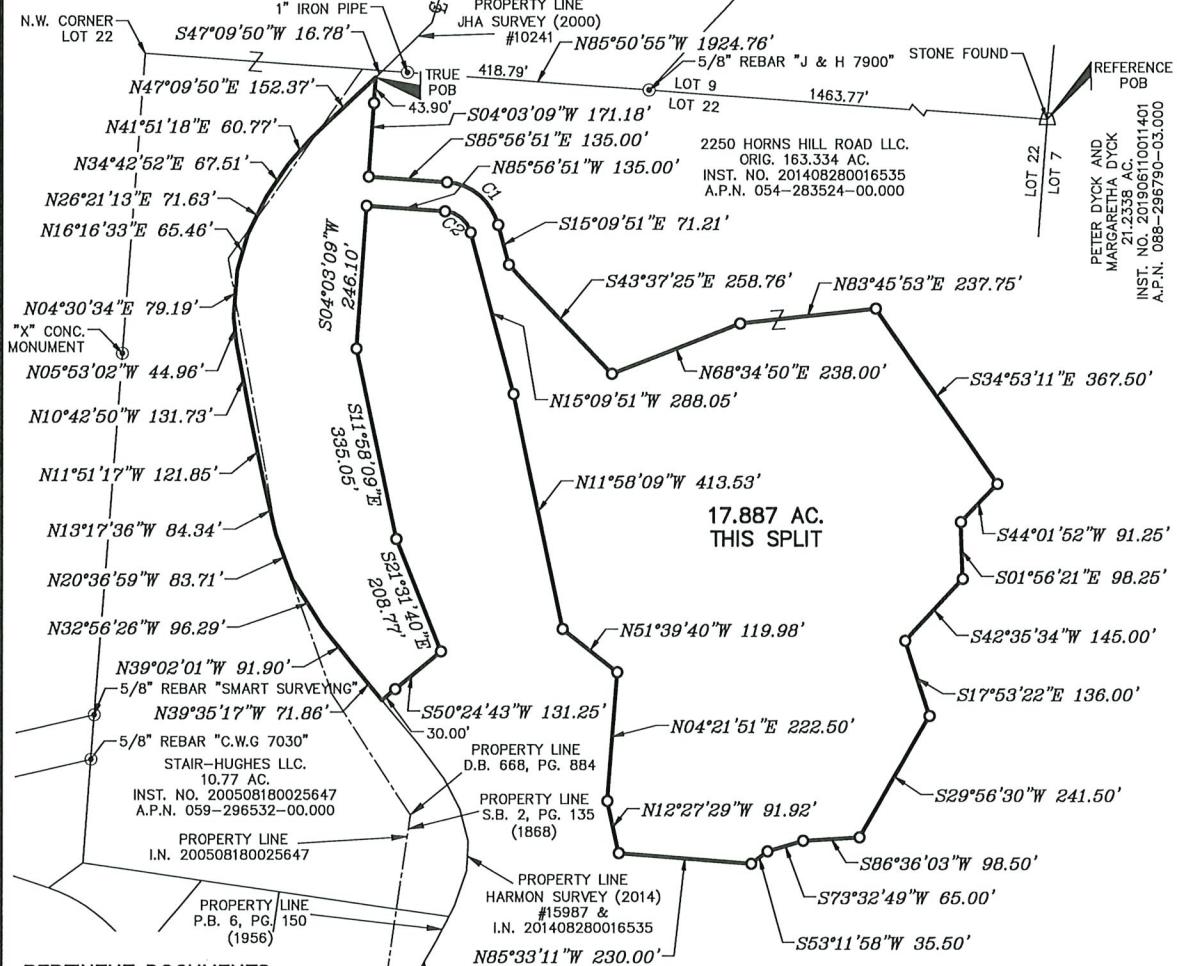 1" IRON PIPE
PROPERTY LINE
JHA SURVEY (2000)
#10241
N.W. CORNER
LOT 22
S47°09'50"W 16.78'
N85°50'55"W 1924.76'
5/8" REBAR "J & H 7900"
STONE FOUND
REFERENCE
POB
TRUE
POB
418.79'
LOT 9
LOT 22
1463.77'
43.90'
N47°09'50"E 152.37'
S04°03'09"W 171.18'
N41°51'18"E 60.77'
S85°56'51"E 135.00'
N34°42'52"E 67.51'
N85°56'51"W 135.00'
2250 HORNS HILL ROAD LLC.
ORIG. 163.334 AC.
INST. NO. 201408280016535
A.P.N. 054-283524-00.000
LOT 22
LOT 7
PETER DYCK AND
MARGARETHA DYCK
21.2338 AC.
INST. NO. 201906110011401
A.P.N. 088-296790-03.000
C1
C2
N26°21'13"E 71.63'
N16°16'33"E 65.46'
S15°09'51"E 71.21'
S04°03'09"W
246.10'
S43°37'25"E 258.76'
N83°45'53"E 237.75'
N04°30'34"E 79.19'
"X" CONC.
MONUMENT
N05°53'02"W 44.96'
N68°34'50"E 238.00'
S34°53'11"E 367.50'
N10°42'50"W 131.73'
N15°09'51"W 288.05'
S11°58'09"E
335.05'
N11°51'17"W 121.85'
N11°58'09"W 413.53'
17.887 AC.
THIS SPLIT
N13°17'36"W 84.34'
S44°01'52"W 91.25'
N20°36'59"W 83.71'
S01°56'21"E 98.25'
S21°31'40"E
208.77'
N32°56'26"W 96.29'
N51°39'40"W 119.98'
S42°35'34"W 145.00'
N39°02'01"W 91.90'
5/8" REBAR "SMART SURVEYING"
N39°35'17"W 71.86'
S50°24'43"W 131.25'
30.00'
S17°53'22"E 136.00'
N04°21'51"E 222.50'
5/8" REBAR "C.W.G 7030"
STAIR-HUGHES LLC.
10.77 AC.
INST. NO. 200508180025647
A.P.N. 059-296532-00.000
PROPERTY LINE
D.B. 668, PG. 884
PROPERTY LINE
S.B. 2, PG. 135
(1868)
N12°27'29"W 91.92'
S29°56'30"W 241.50'
PROPERTY LINE
I.N. 200508180025647
S86°36'03"W 98.50'
PROPERTY LINE
HARMON SURVEY (2014)
#15987 &
I.N. 201408280016535
S73°32'49"W 65.00'
PROPERTY LINE
P.B. 6, PG. 150
(1956)
S53°11'58"W 35.50'
N85°33'11"W 230.00'